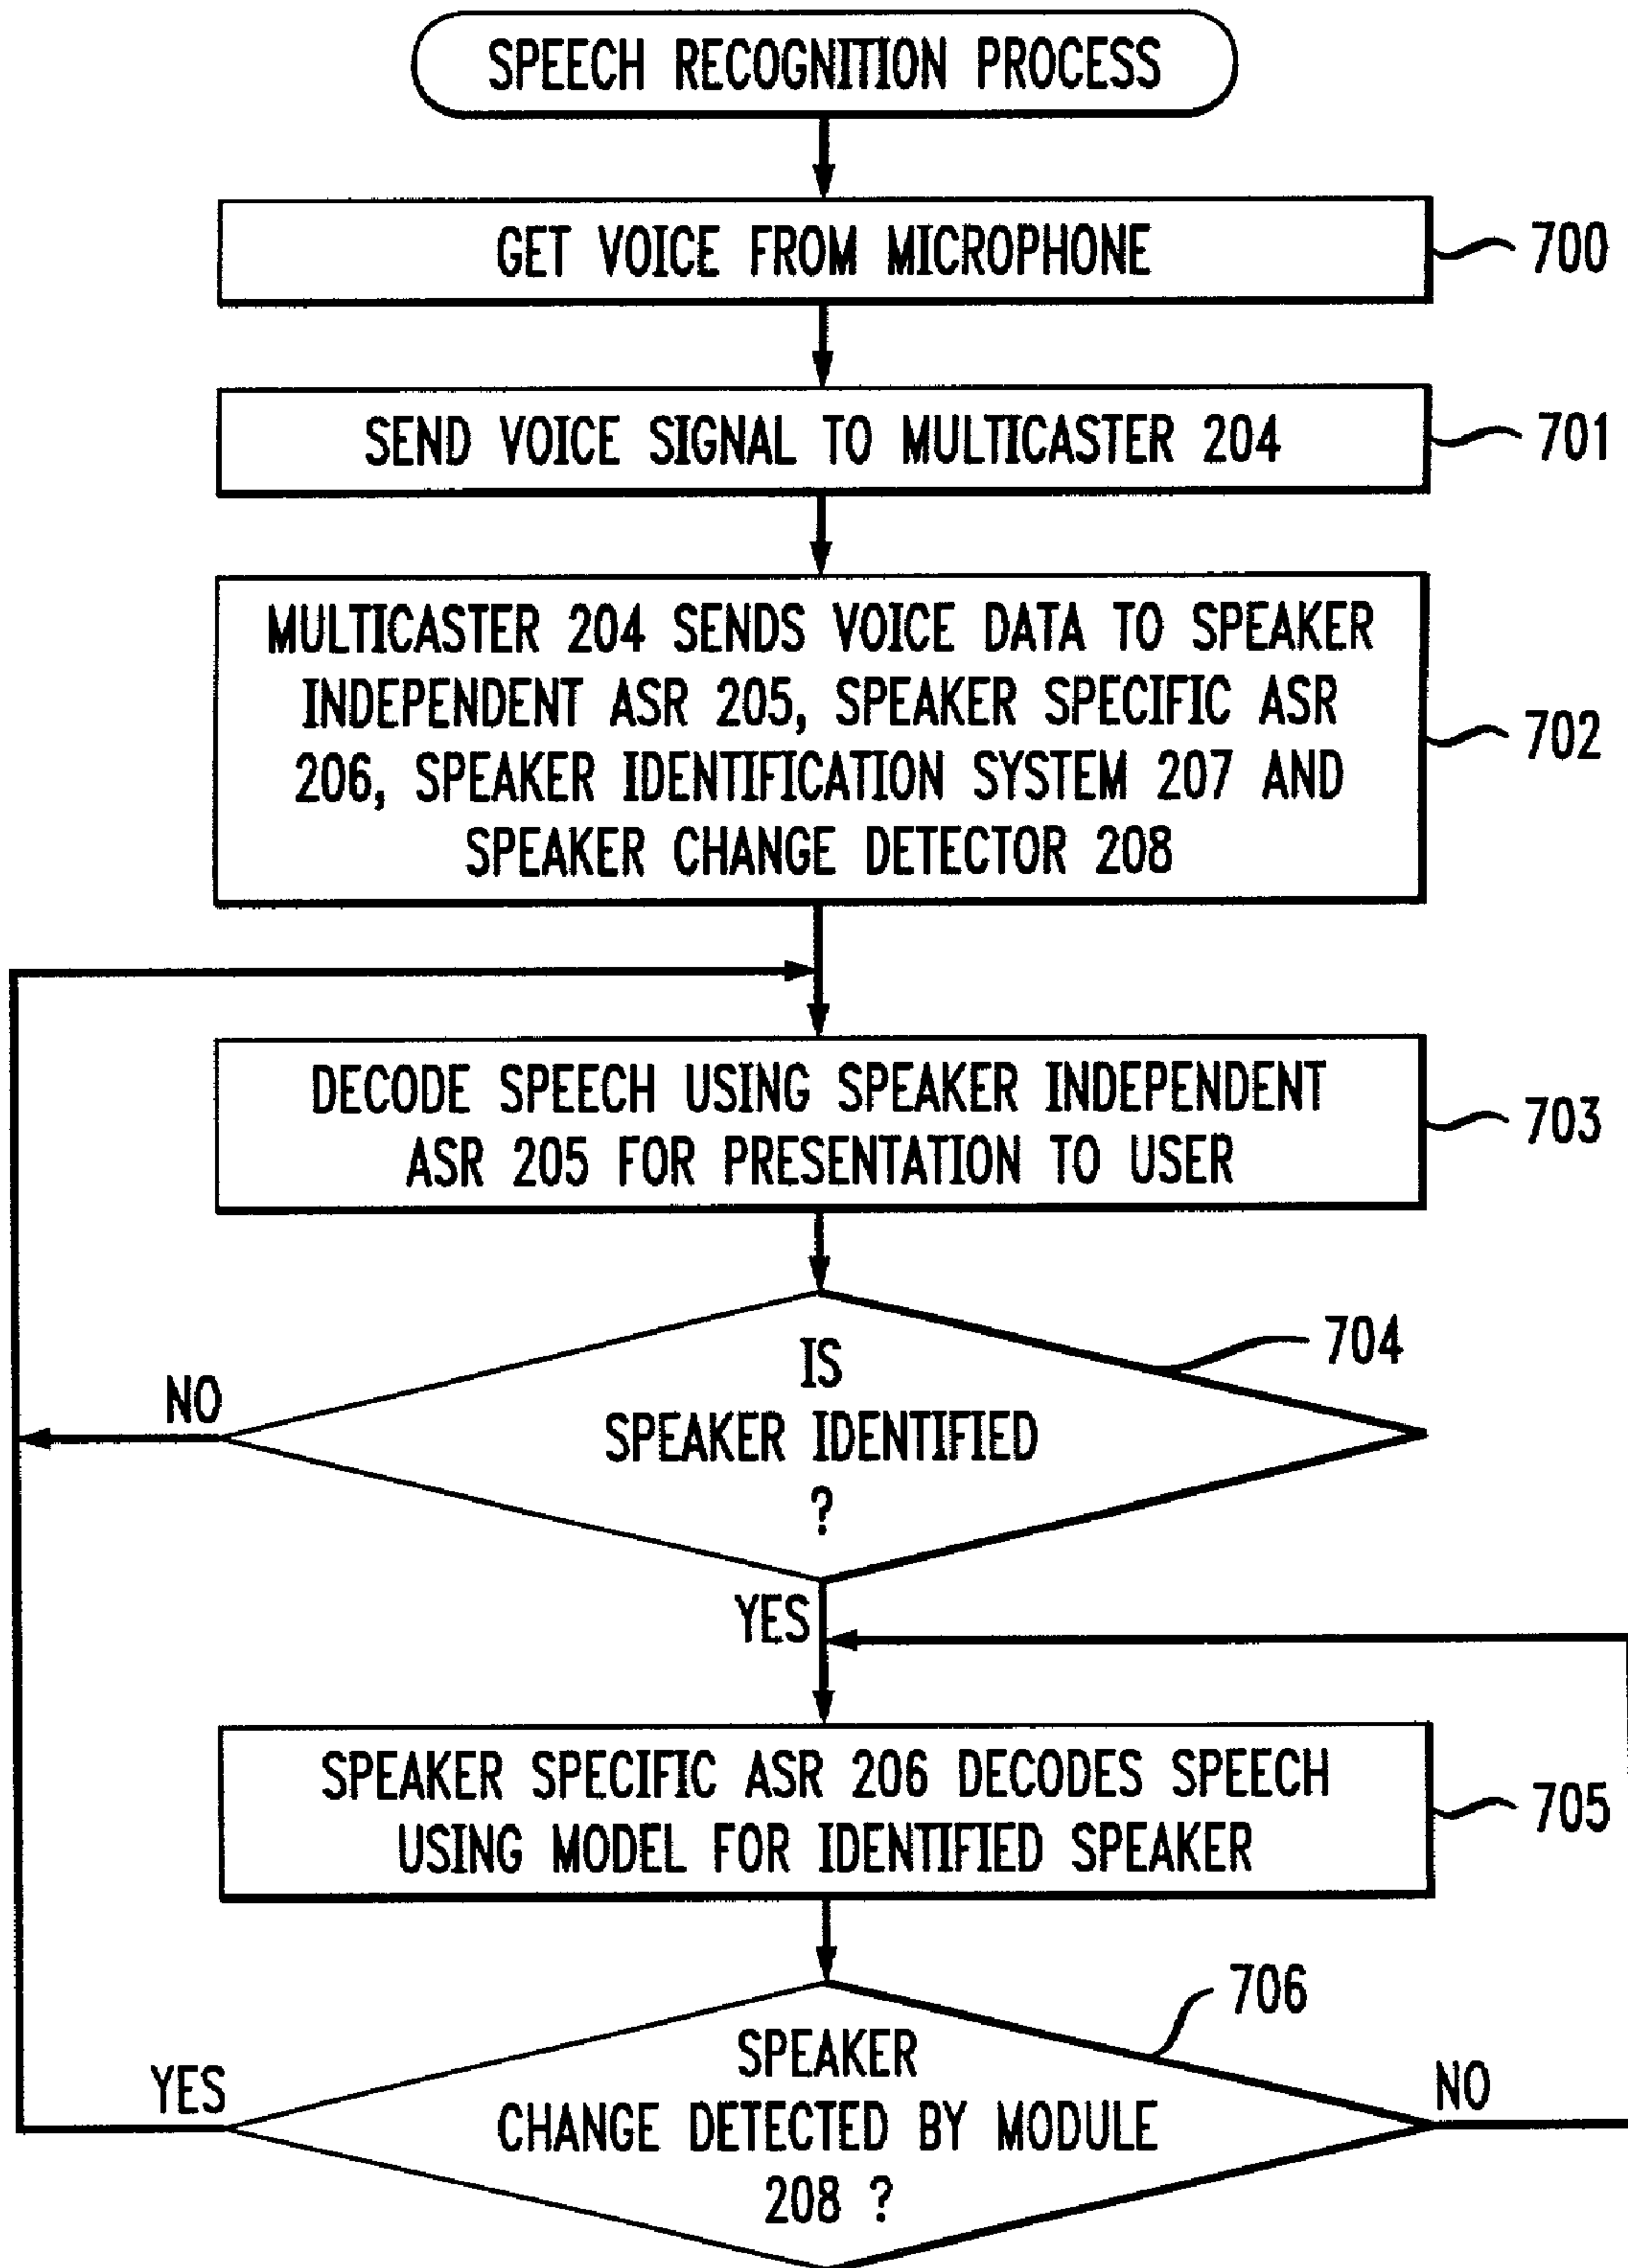 SPEECH RECOGNITION PROCESS
GET VOICE FROM MICROPHONE
700
SEND VOICE SIGNAL TO MULTICASTER 204
701
MULTICASTER 204 SENDS VOICE DATA TO SPEAKER
INDEPENDENT ASR 205, SPEAKER SPECIFIC ASR
206, SPEAKER IDENTIFICATION SYSTEM 207 AND
SPEAKER CHANGE DETECTOR 208
702
DECODE SPEECH USING SPEAKER INDEPENDENT
ASR 205 FOR PRESENTATION TO USER
703
IS
SPEAKER IDENTIFIED
?
704
NO
YES
SPEAKER SPECIFIC ASR 206 DECODES SPEECH
USING MODEL FOR IDENTIFIED SPEAKER
705
SPEAKER
CHANGE DETECTED BY MODULE
208 ?
706
YES
NO